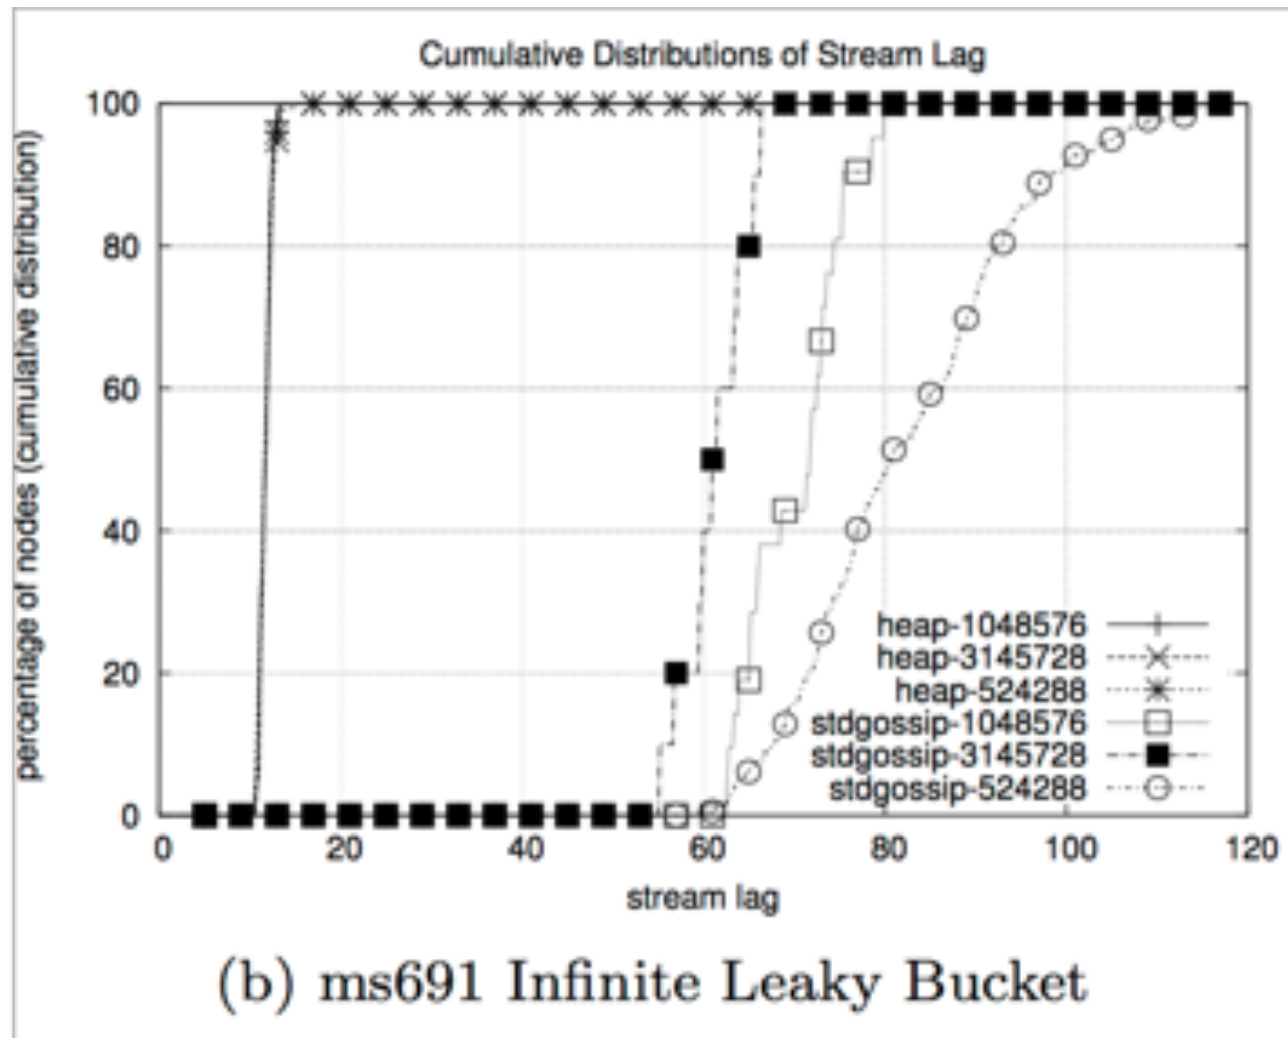 Cumulative Distributions of Stream Lag
percentage of nodes (cumulative distribution)
100
80
60
40
20
0
0 20 40 60 80 100 120
stream lag
heap-1048576
heap-3145728
heap-524288
stdgossip-1048576
stdgossip-3145728
stdgossip-524288
(b) ms691 Infinite Leaky Bucket